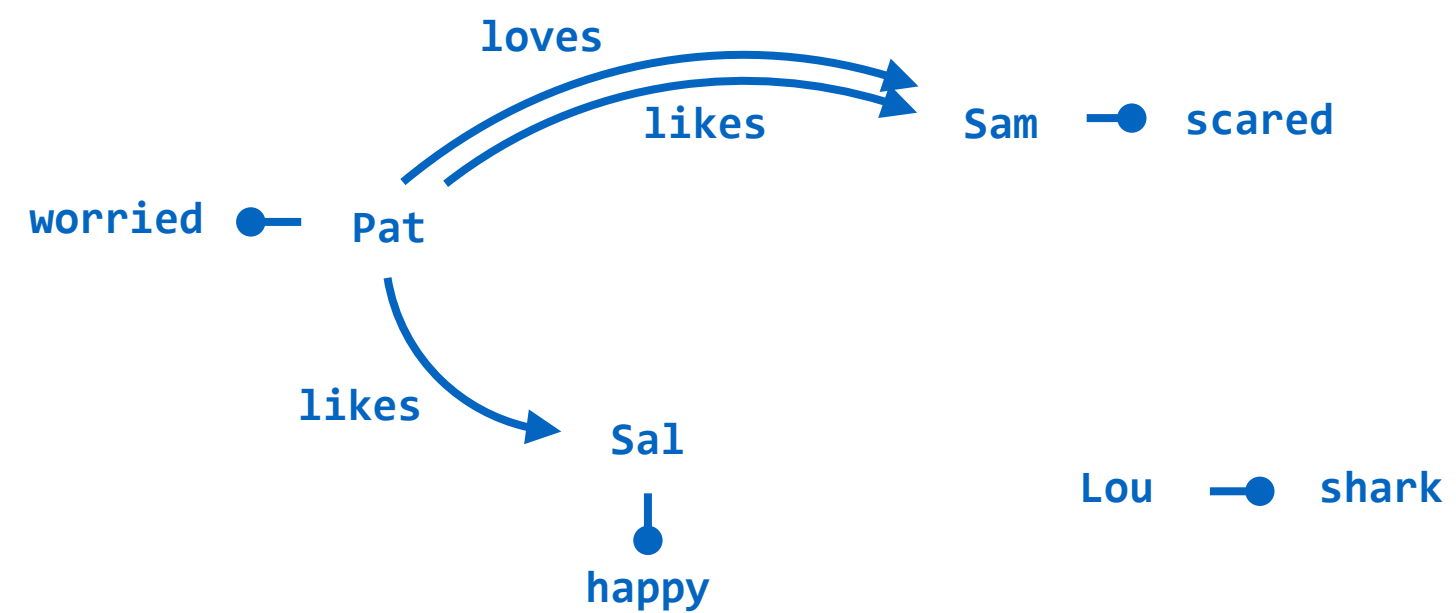 loves
likes
Sam
scared
worried
Pat
likes
Sal
Lou
shark
happy